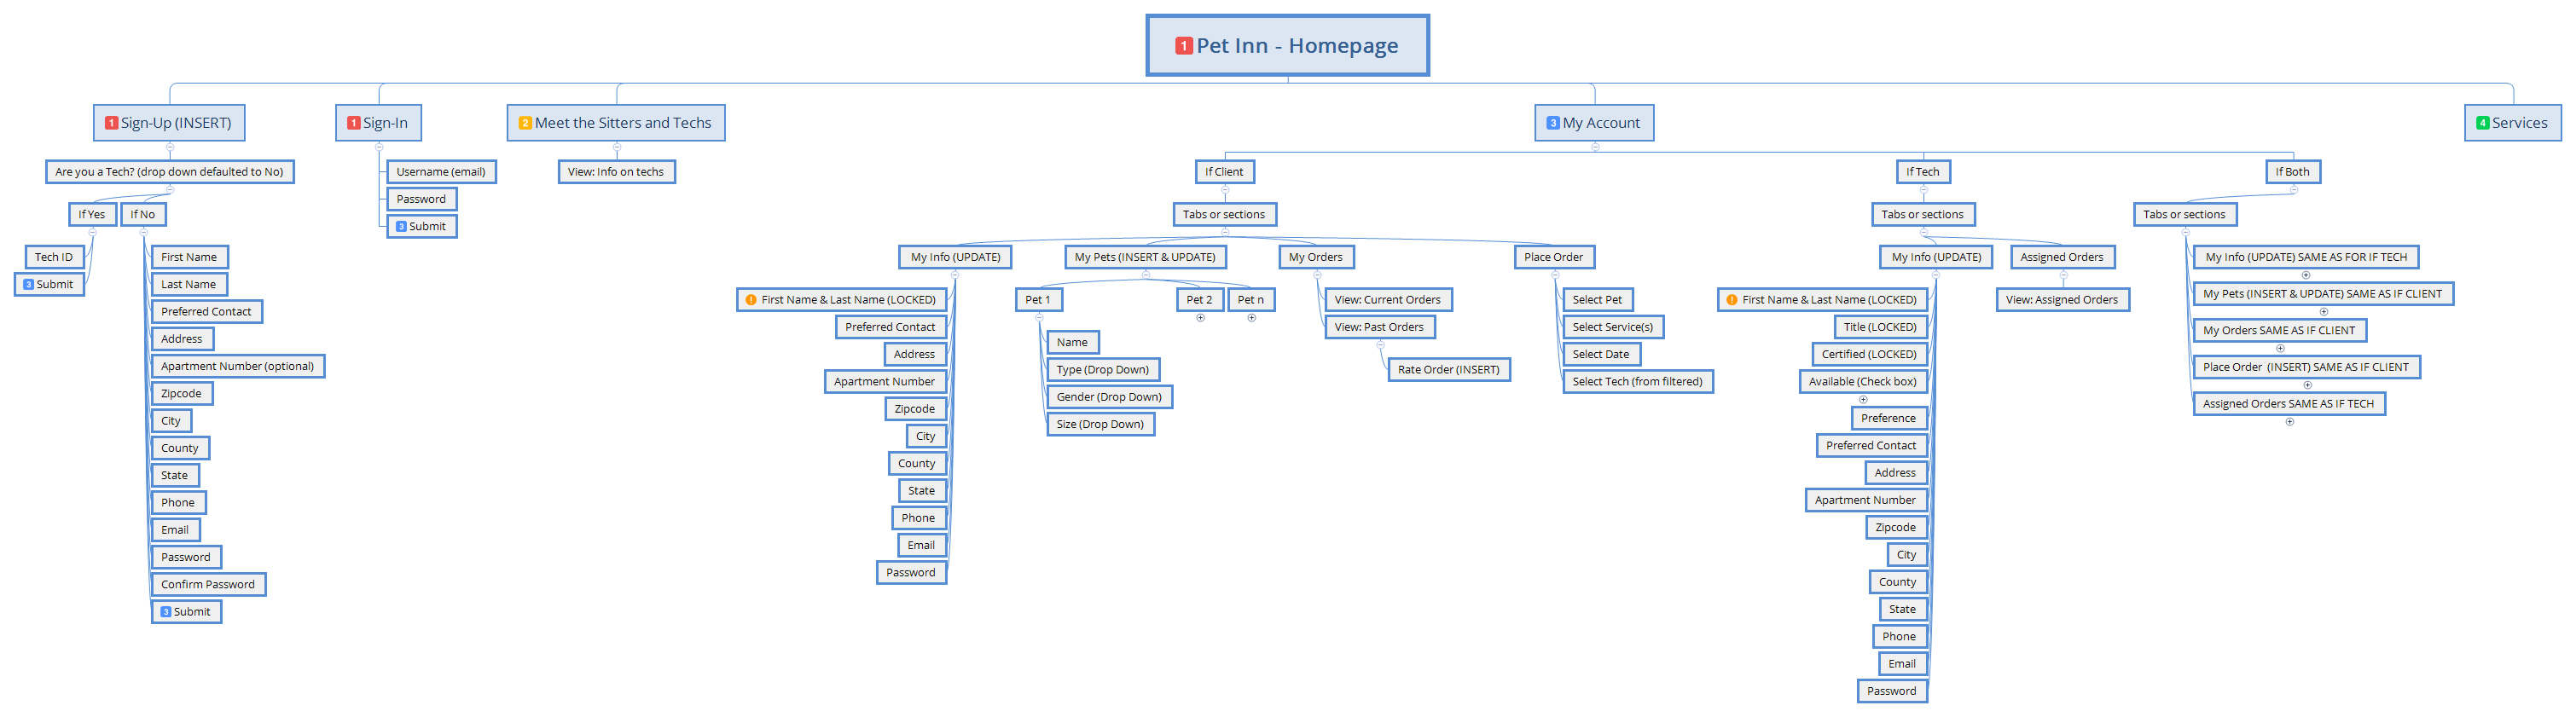 1 Pet Inn - Homepage
1 Sign-Up (INSERT)
Are you a Tech? (drop down defaulted to No)
If Yes
Tech ID
3 Submit
If No
First Name
Last Name
Preferred Contact
Address
Apartment Number (optional)
Zipcode
City
County
State
Phone
Email
Password
Confirm Password
3 Submit
1 Sign-In
Username (email)
Password
3 Submit
2 Meet the Sitters and Techs
View: Info on techs
3 My Account
If Client
Tabs or sections
My Info (UPDATE)
! First Name & Last Name (LOCKED)
Preferred Contact
Address
Apartment Number
Zipcode
City
County
State
Phone
Email
Password
My Pets (INSERT & UPDATE)
Pet 1
Name
Type (Drop Down)
Gender (Drop Down)
Size (Drop Down)
Pet 2
Pet n
My Orders
View: Current Orders
View: Past Orders
Rate Order (INSERT)
Place Order
Select Pet
Select Service(s)
Select Date
Select Tech (from filtered)
If Tech
Tabs or sections
My Info (UPDATE)
! First Name & Last Name (LOCKED)
Title (LOCKED)
Certified (LOCKED)
Available (Check box)
Preference
Preferred Contact
Address
Apartment Number
Zipcode
City
County
State
Phone
Email
Password
Assigned Orders
View: Assigned Orders
If Both
Tabs or sections
My Info (UPDATE) SAME AS FOR IF TECH
My Pets (INSERT & UPDATE) SAME AS IF CLIENT
My Orders SAME AS IF CLIENT
Place Order (INSERT) SAME AS IF CLIENT
Assigned Orders SAME AS IF TECH
4 Services